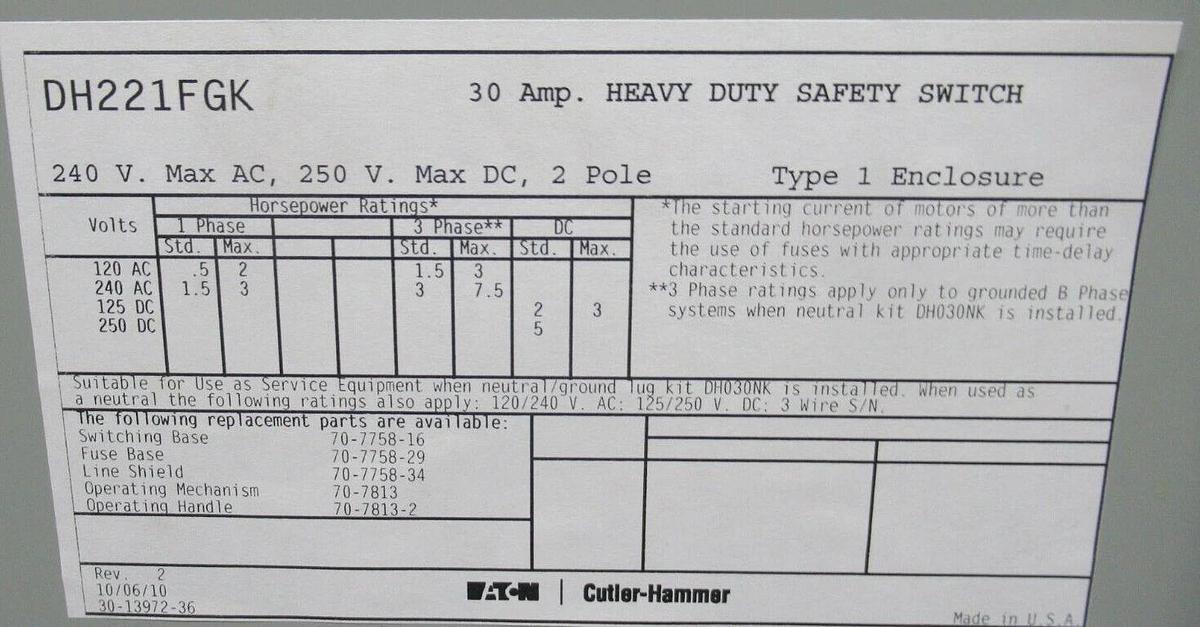 DH221FGK 30 Amp. HEAVY DUTY SAFETY SWITCH
240 V. Max AC, 250 V. Max DC, 2 Pole Type 1 Enclosure
Horsepower Ratings*
Volts 1 Phase 3 Phase** DC
Std. Max. Std. Max. Std. Max.
120 AC .5 2 1.5 3
240 AC 1.5 3 3 7.5
125 DC 2 3
250 DC 5
*The starting current of motors of more than
the standard horsepower ratings may require
the use of fuses with appropriate time-delay
characteristics.
**3 Phase ratings apply only to grounded B Phase
systems when neutral kit DH030NK is installed.
Suitable for Use as Service Equipment when neutral/ground lug kit DH030NK is installed. When used as
a neutral the following ratings also apply: 120/240 V. AC: 125/250 V. DC: 3 Wire S/N.
The following replacement parts are available:
Switching Base 70-7758-16
Fuse Base 70-7758-29
Line Shield 70-7758-34
Operating Mechanism 70-7813
Operating Handle 70-7813-2
Rev. 2
10/06/10
30-13972-36
EATON | Cutler-Hammer
Made in U.S.A.